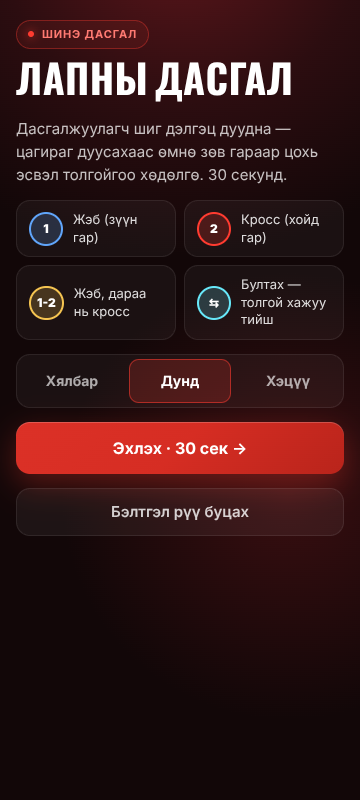 ШИНЭ ДАСГАЛ
ЛАПНЫ ДАСГАЛ
Дасгалжуулагч шиг дэлгэц дуудна —
цагираг дуусахаас өмнө зөв гараар цохь
эсвэл толгойгоо хөдөлгө. 30 секунд.
1
Жэб (зүүн
гар)
2
Кросс (хойд
гар)
1-2
Жэб, дараа
нь кросс
⇆
Бултах —
толгой хажуу
тийш
Хялбар
Дунд
Хэцүү
Эхлэх · 30 сек →
Бэлтгэл рүү буцах